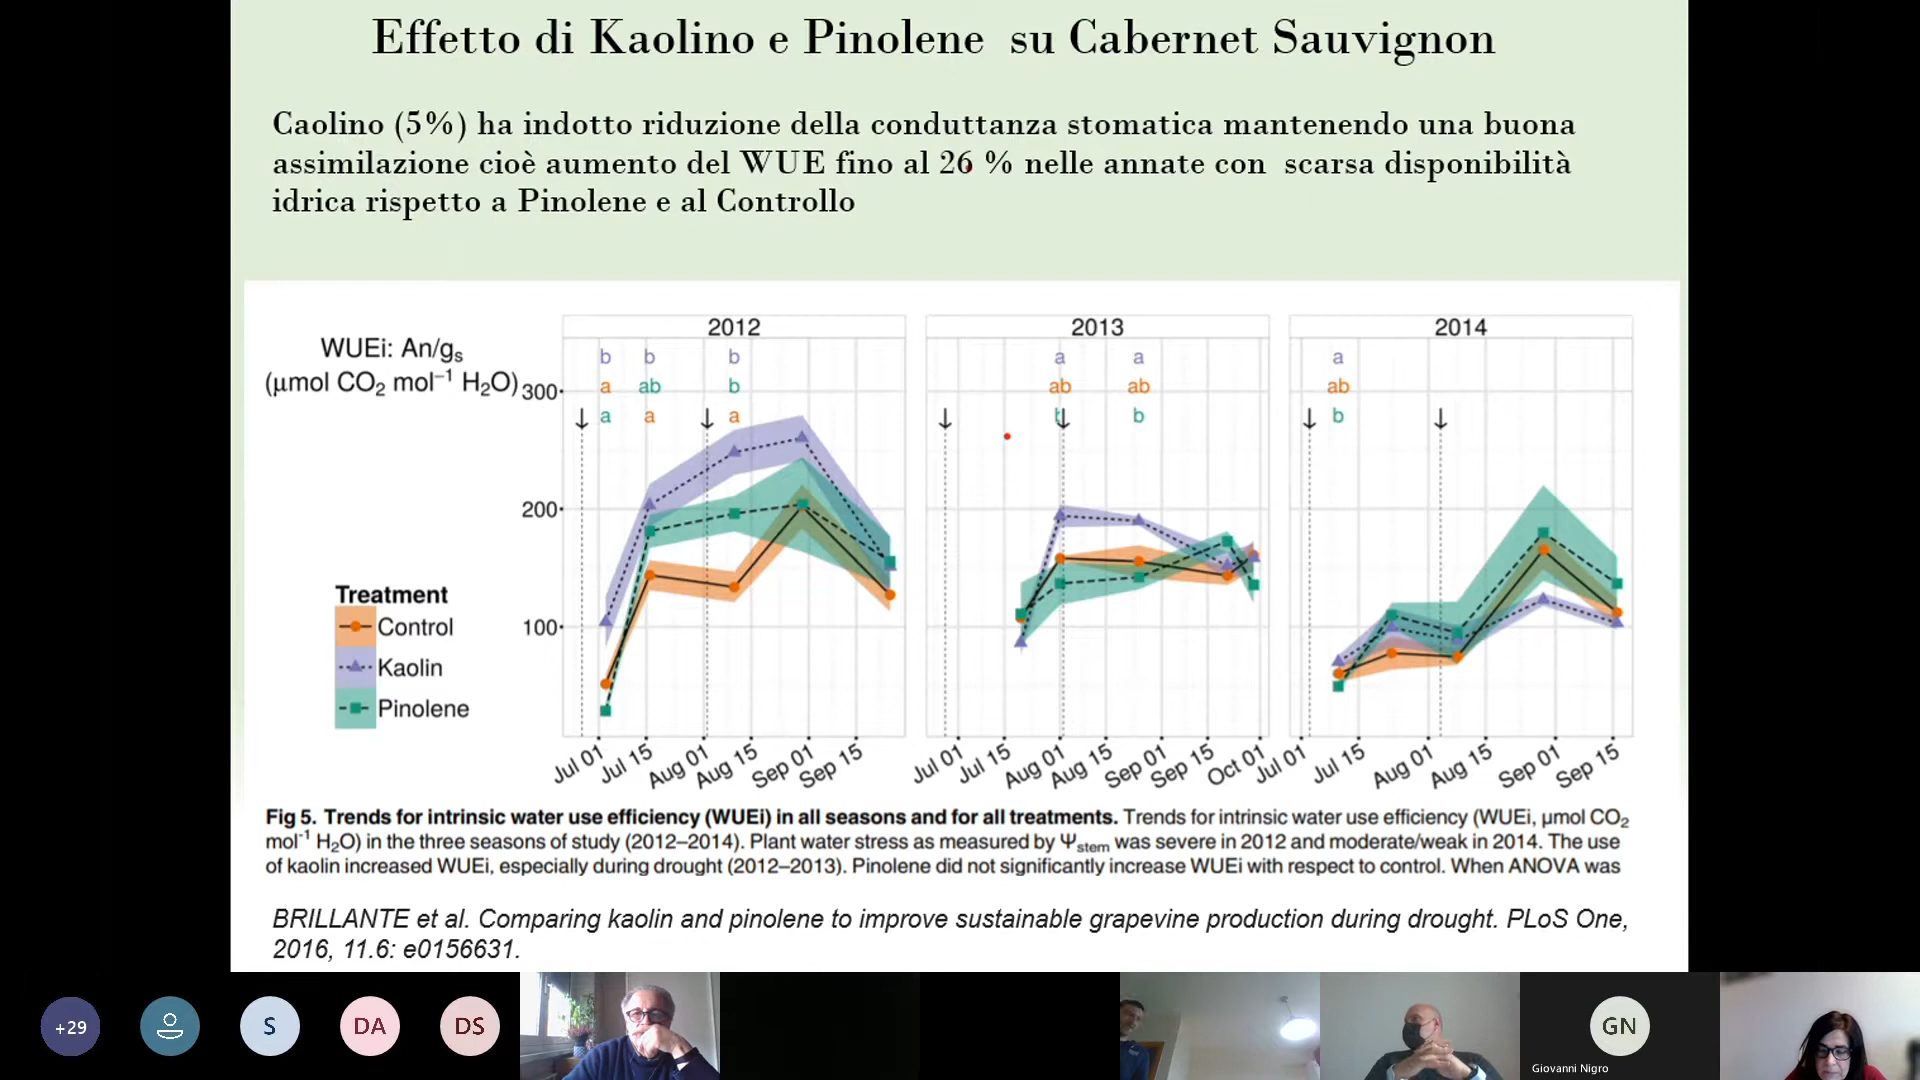 Effetto di Kaolino e Pinolene su Cabernet Sauvignon
Caolino (5%) ha indotto riduzione della conduttanza stomatica mantenendo una buona
assimilazione cioè aumento del WUE fino al 26 % nelle annate con scarsa disponibilità
idrica rispetto a Pinolene e al Controllo
WUEi: An/gs
(μmol CO2 mol⁻¹ H2O)
300
200
100
2012
b b b
a ab b
a a a
2013
a a
ab ab
b
2014
a
ab
b
Treatment
Control
Kaolin
Pinolene
Jul 01 Jul 15 Aug 01 Aug 15 Sep 01 Sep 15
Jul 01 Jul 15 Aug 01 Aug 15 Sep 01 Sep 15 Oct 01
Jul 01 Jul 15 Aug 01 Aug 15 Sep 01 Sep 15
Fig 5. Trends for intrinsic water use efficiency (WUEi) in all seasons and for all treatments. Trends for intrinsic water use efficiency (WUEi, μmol CO2
mol⁻¹ H2O) in the three seasons of study (2012–2014). Plant water stress as measured by Ψstem was severe in 2012 and moderate/weak in 2014. The use
of kaolin increased WUEi, especially during drought (2012–2013). Pinolene did not significantly increase WUEi with respect to control. When ANOVA was
BRILLANTE et al. Comparing kaolin and pinolene to improve sustainable grapevine production during drought. PLoS One,
2016, 11.6: e0156631.
+29
S
DA
DS
GN
Giovanni Nigro